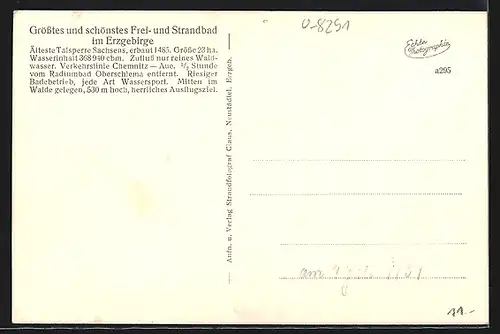 Größtes und schönstes Frei- und Strandbad
im Erzgebirge
Älteste Talsperre Sachsens, erbaut 1485. Größe 23 ha.
Wasserinhalt 368 940 cbm. Zufluß nur reines Wald-
wasser. Verkehrslinie Chemnitz — Aue. ½ Stunde
vom Radiumbad Oberschlema entfernt. Riesiger
Badebetrieb, jede Art Wassersport. Mitten im
Walde gelegen, 530 m hoch, herrliches Ausflugsziel.
Aufn. u. Verlag Strandfotograf Claus, Neustädtel, Erzgeb.
U-8251
Echte
Photographie
a295
am
11.-